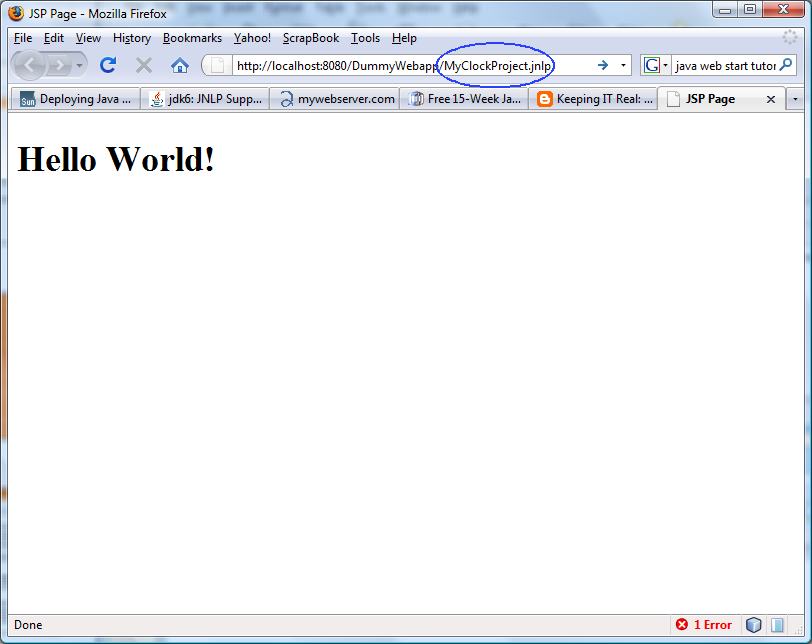 JSP Page - Mozilla Firefox
File Edit View History Bookmarks Yahoo! ScrapBook Tools Help
http://localhost:8080/DummyWebapp/MyClockProject.jnlp G java web start tutor
Sun Deploying Java ... jdk6: JNLP Supp... mywebserver.com Free 15-Week Ja... Keeping IT Real: ... JSP Page
Hello World!
Done 1 Error